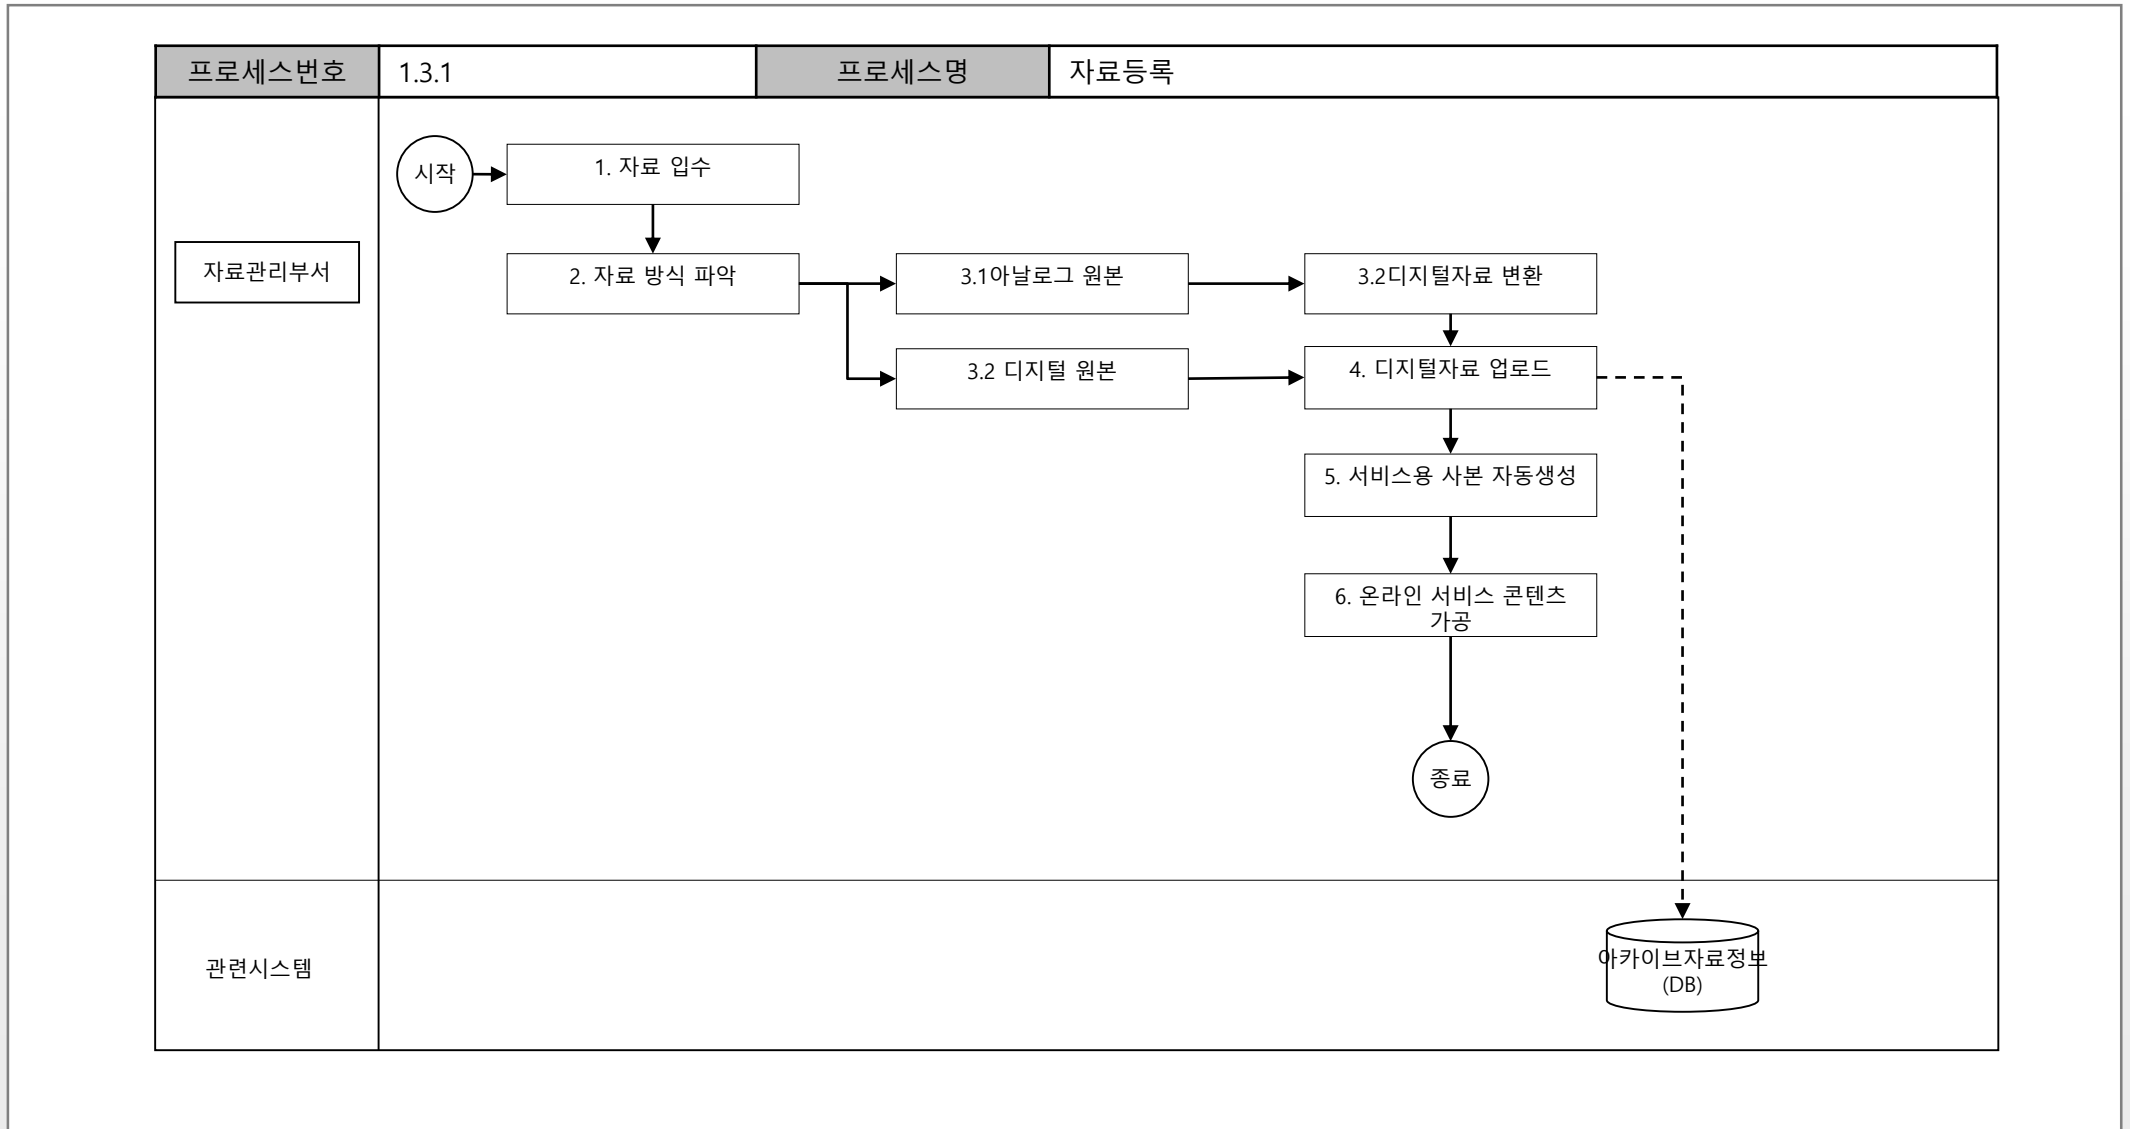 프로세스번호
1.3.1
프로세스명
자료등록
시작
1. 자료 입수
자료관리부서
2. 자료 방식 파악
3.1아날로그 원본
3.2디지털자료 변환
3.2 디지털 원본
4. 디지털자료 업로드
5. 서비스용 사본 자동생성
6. 온라인 서비스 콘텐츠
가공
종료
관련시스템
아카이브자료정보
(DB)